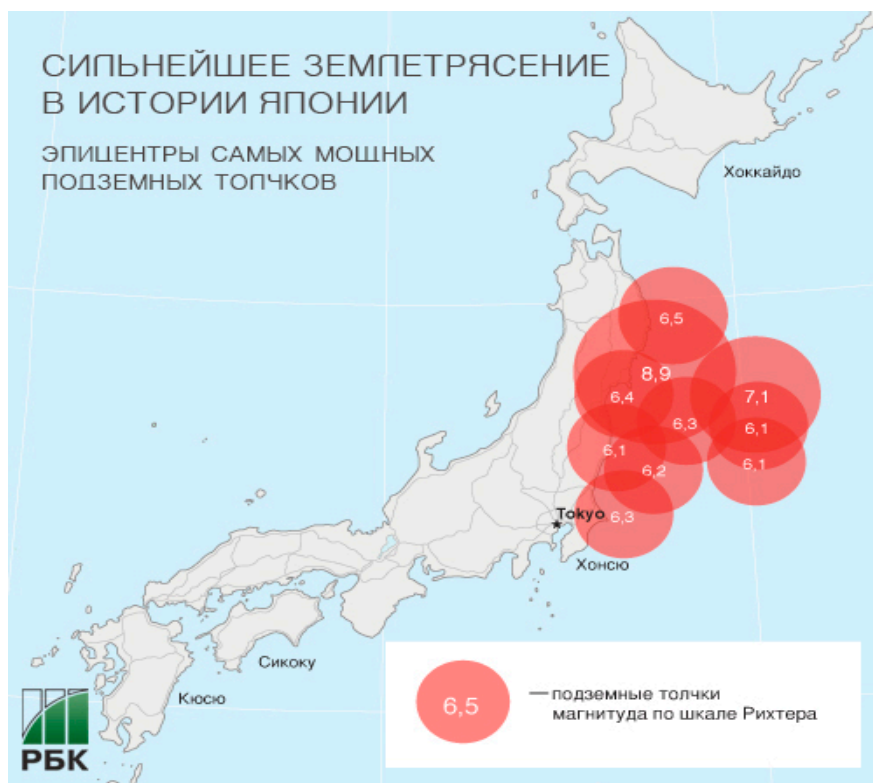 СИЛЬНЕЙШЕЕ ЗЕМЛЕТРЯСЕНИЕ
В ИСТОРИИ ЯПОНИИ
ЭПИЦЕНТРЫ САМЫХ МОЩНЫХ
ПОДЗЕМНЫХ ТОЛЧКОВ
Хоккайдо
6,5
8,9
6,4
7,1
6,3
6,1
6,1
6,2
6,1
Tokyo
6,3
Хонсю
Сикоку
Кюсю
6,5
— подземные толчки
магнитуда по шкале Рихтера
РБК